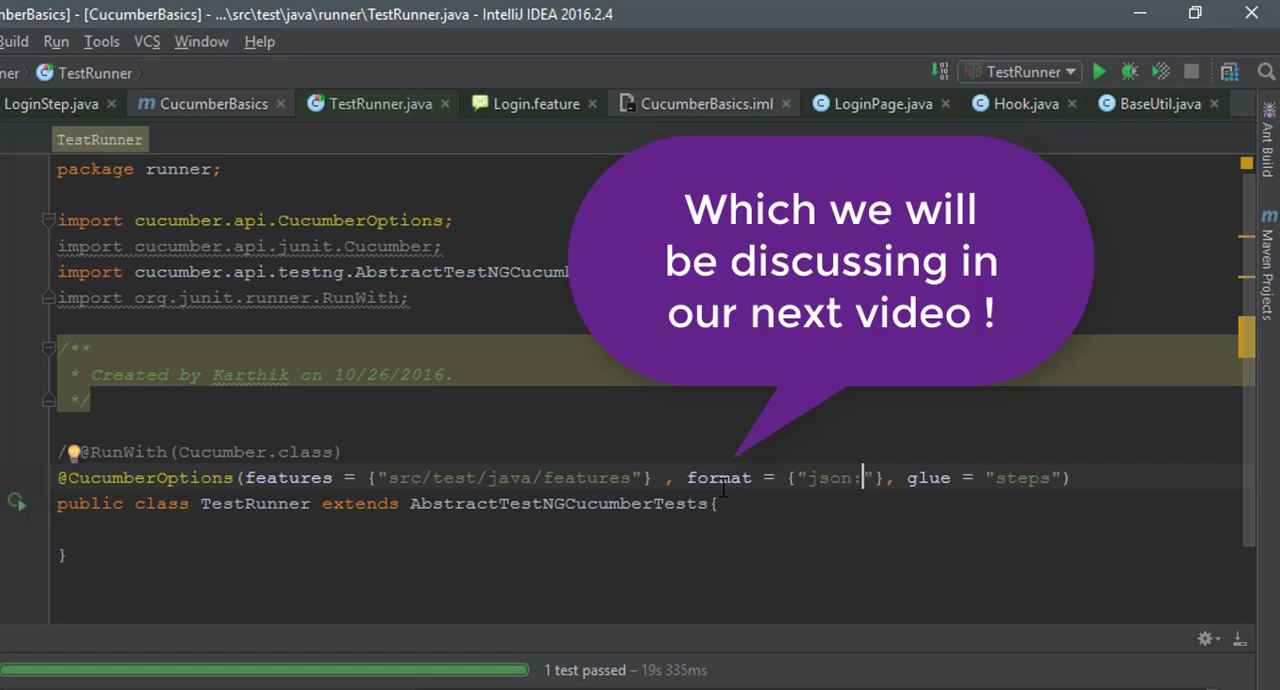 mberBasics] - [CucumberBasics] - ...\src\test\java\runner\TestRunner.java - IntelliJ IDEA 2016.2.4
Build Run Tools VCS Window Help
ner TestRunner TestRunner
LoginStep.java CucumberBasics TestRunner.java Login.feature CucumberBasics.iml LoginPage.java Hook.java BaseUtil.java
TestRunner
Ant Build
Maven Projects
package runner;
import cucumber.api.CucumberOptions;
import cucumber.api.junit.Cucumber;
import cucumber.api.testng.AbstractTestNGCucumb
import org.junit.runner.RunWith;
Which we will
be discussing in
our next video !
/**
* Created by Karthik on 10/26/2016.
*/
/@RunWith(Cucumber.class)
@CucumberOptions(features = {"src/test/java/features"} , format = {"json:"}, glue = "steps")
public class TestRunner extends AbstractTestNGCucumberTests{
}
1 test passed – 19s 335ms